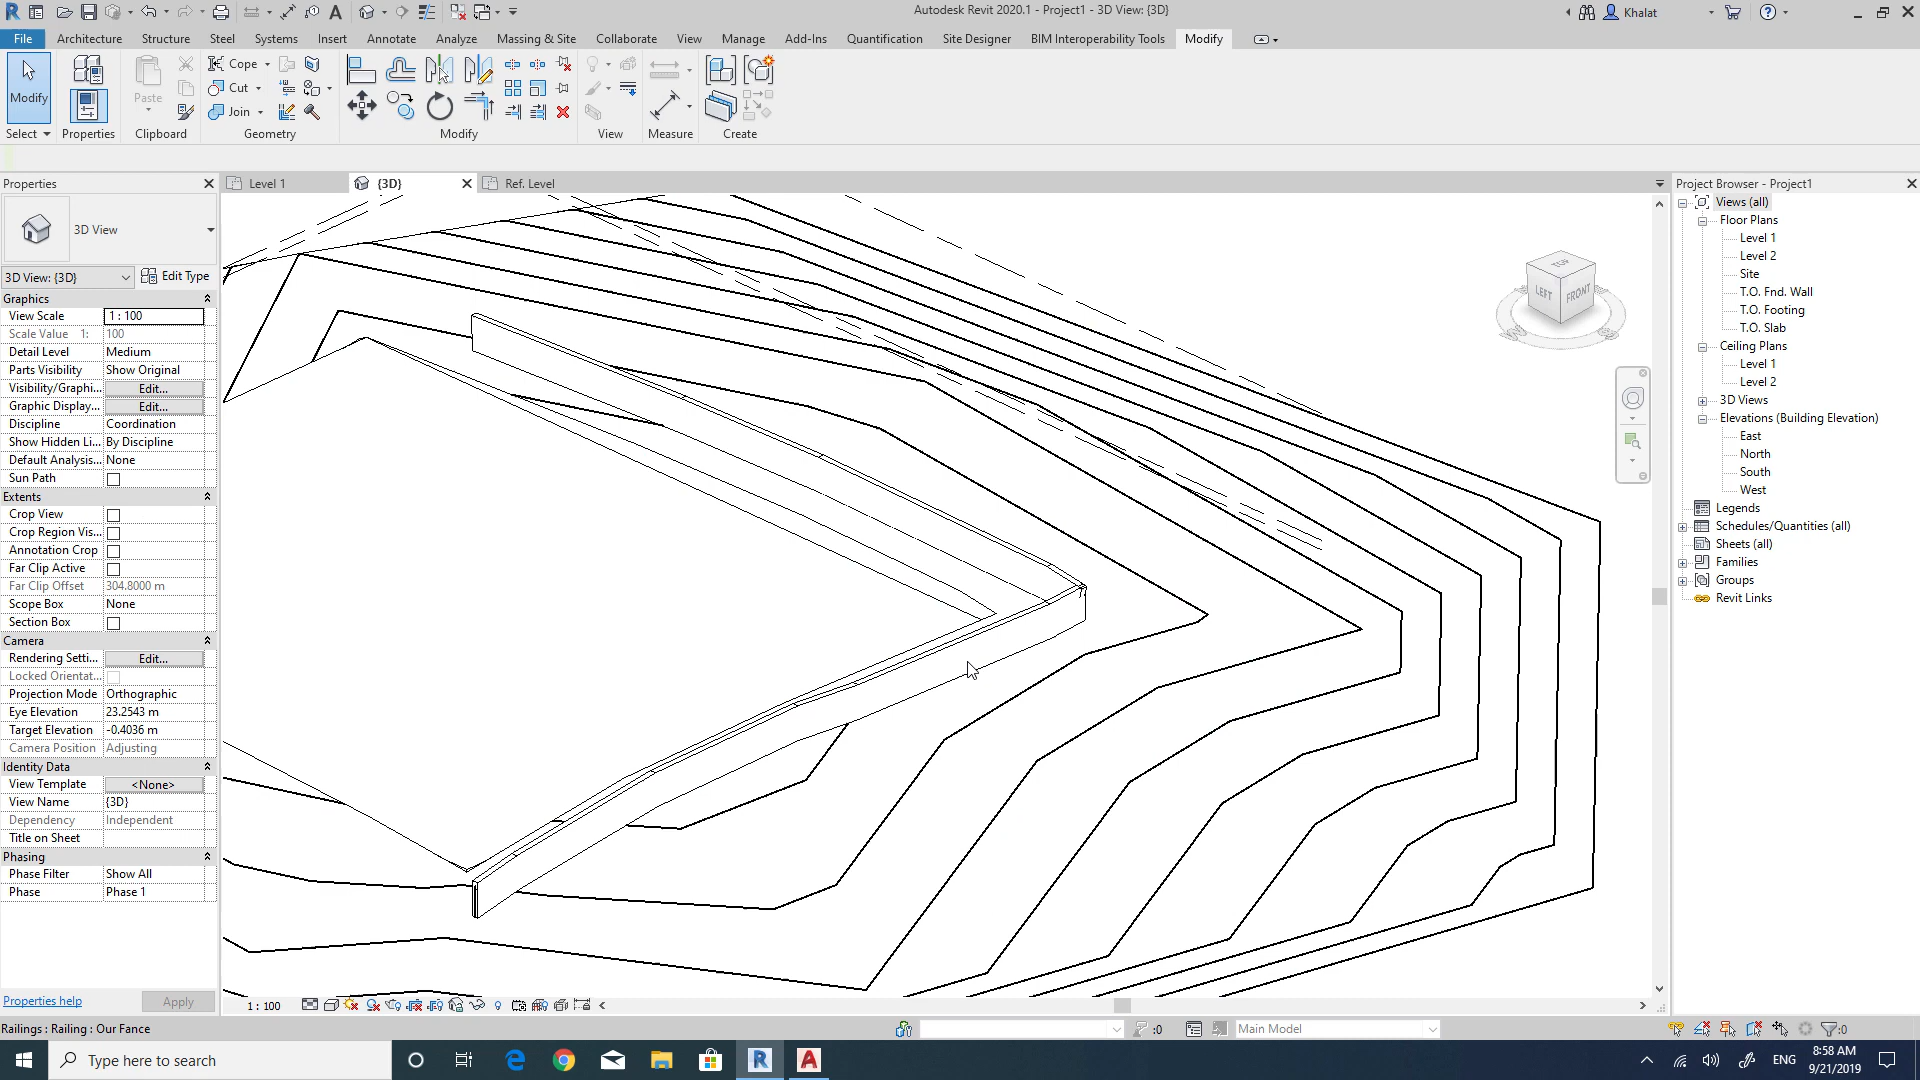 Autodesk Revit 2020.1 - Project1 - 3D View: {3D}
Khalat
File Architecture Structure Steel Systems Insert Annotate Analyze Massing & Site Collaborate View Manage Add-Ins Quantification Site Designer BIM Interoperability Tools Modify
Modify
Paste
Cope
Cut
Join
Select Properties Clipboard Geometry Modify View Measure Create
Properties
Level 1
{3D}
Ref. Level
Project Browser - Project1
3D View
3D View: {3D}
Edit Type
Graphics
View Scale 1 : 100
Scale Value 1: 100
Detail Level Medium
Parts Visibility Show Original
Visibility/Graphi... Edit...
Graphic Display... Edit...
Discipline Coordination
Show Hidden Li... By Discipline
Default Analysis... None
Sun Path
Extents
Crop View
Crop Region Vis...
Annotation Crop
Far Clip Active
Far Clip Offset 304.8000 m
Scope Box None
Section Box
Camera
Rendering Setti... Edit...
Locked Orientat...
Projection Mode Orthographic
Eye Elevation 23.2543 m
Target Elevation -0.4036 m
Camera Position Adjusting
Identity Data
View Template <None>
View Name {3D}
Dependency Independent
Title on Sheet
Phasing
Phase Filter Show All
Phase Phase 1
Properties help
Apply
TOP
LEFT
FRONT
Views (all)
Floor Plans
Level 1
Level 2
Site
T.O. Fnd. Wall
T.O. Footing
T.O. Slab
Ceiling Plans
Level 1
Level 2
3D Views
Elevations (Building Elevation)
East
North
South
West
Legends
Schedules/Quantities (all)
Sheets (all)
Families
Groups
Revit Links
1 : 100
Railings : Railing : Our Fance
:0
Main Model
:0
Type here to search
ENG
8:58 AM
9/21/2019